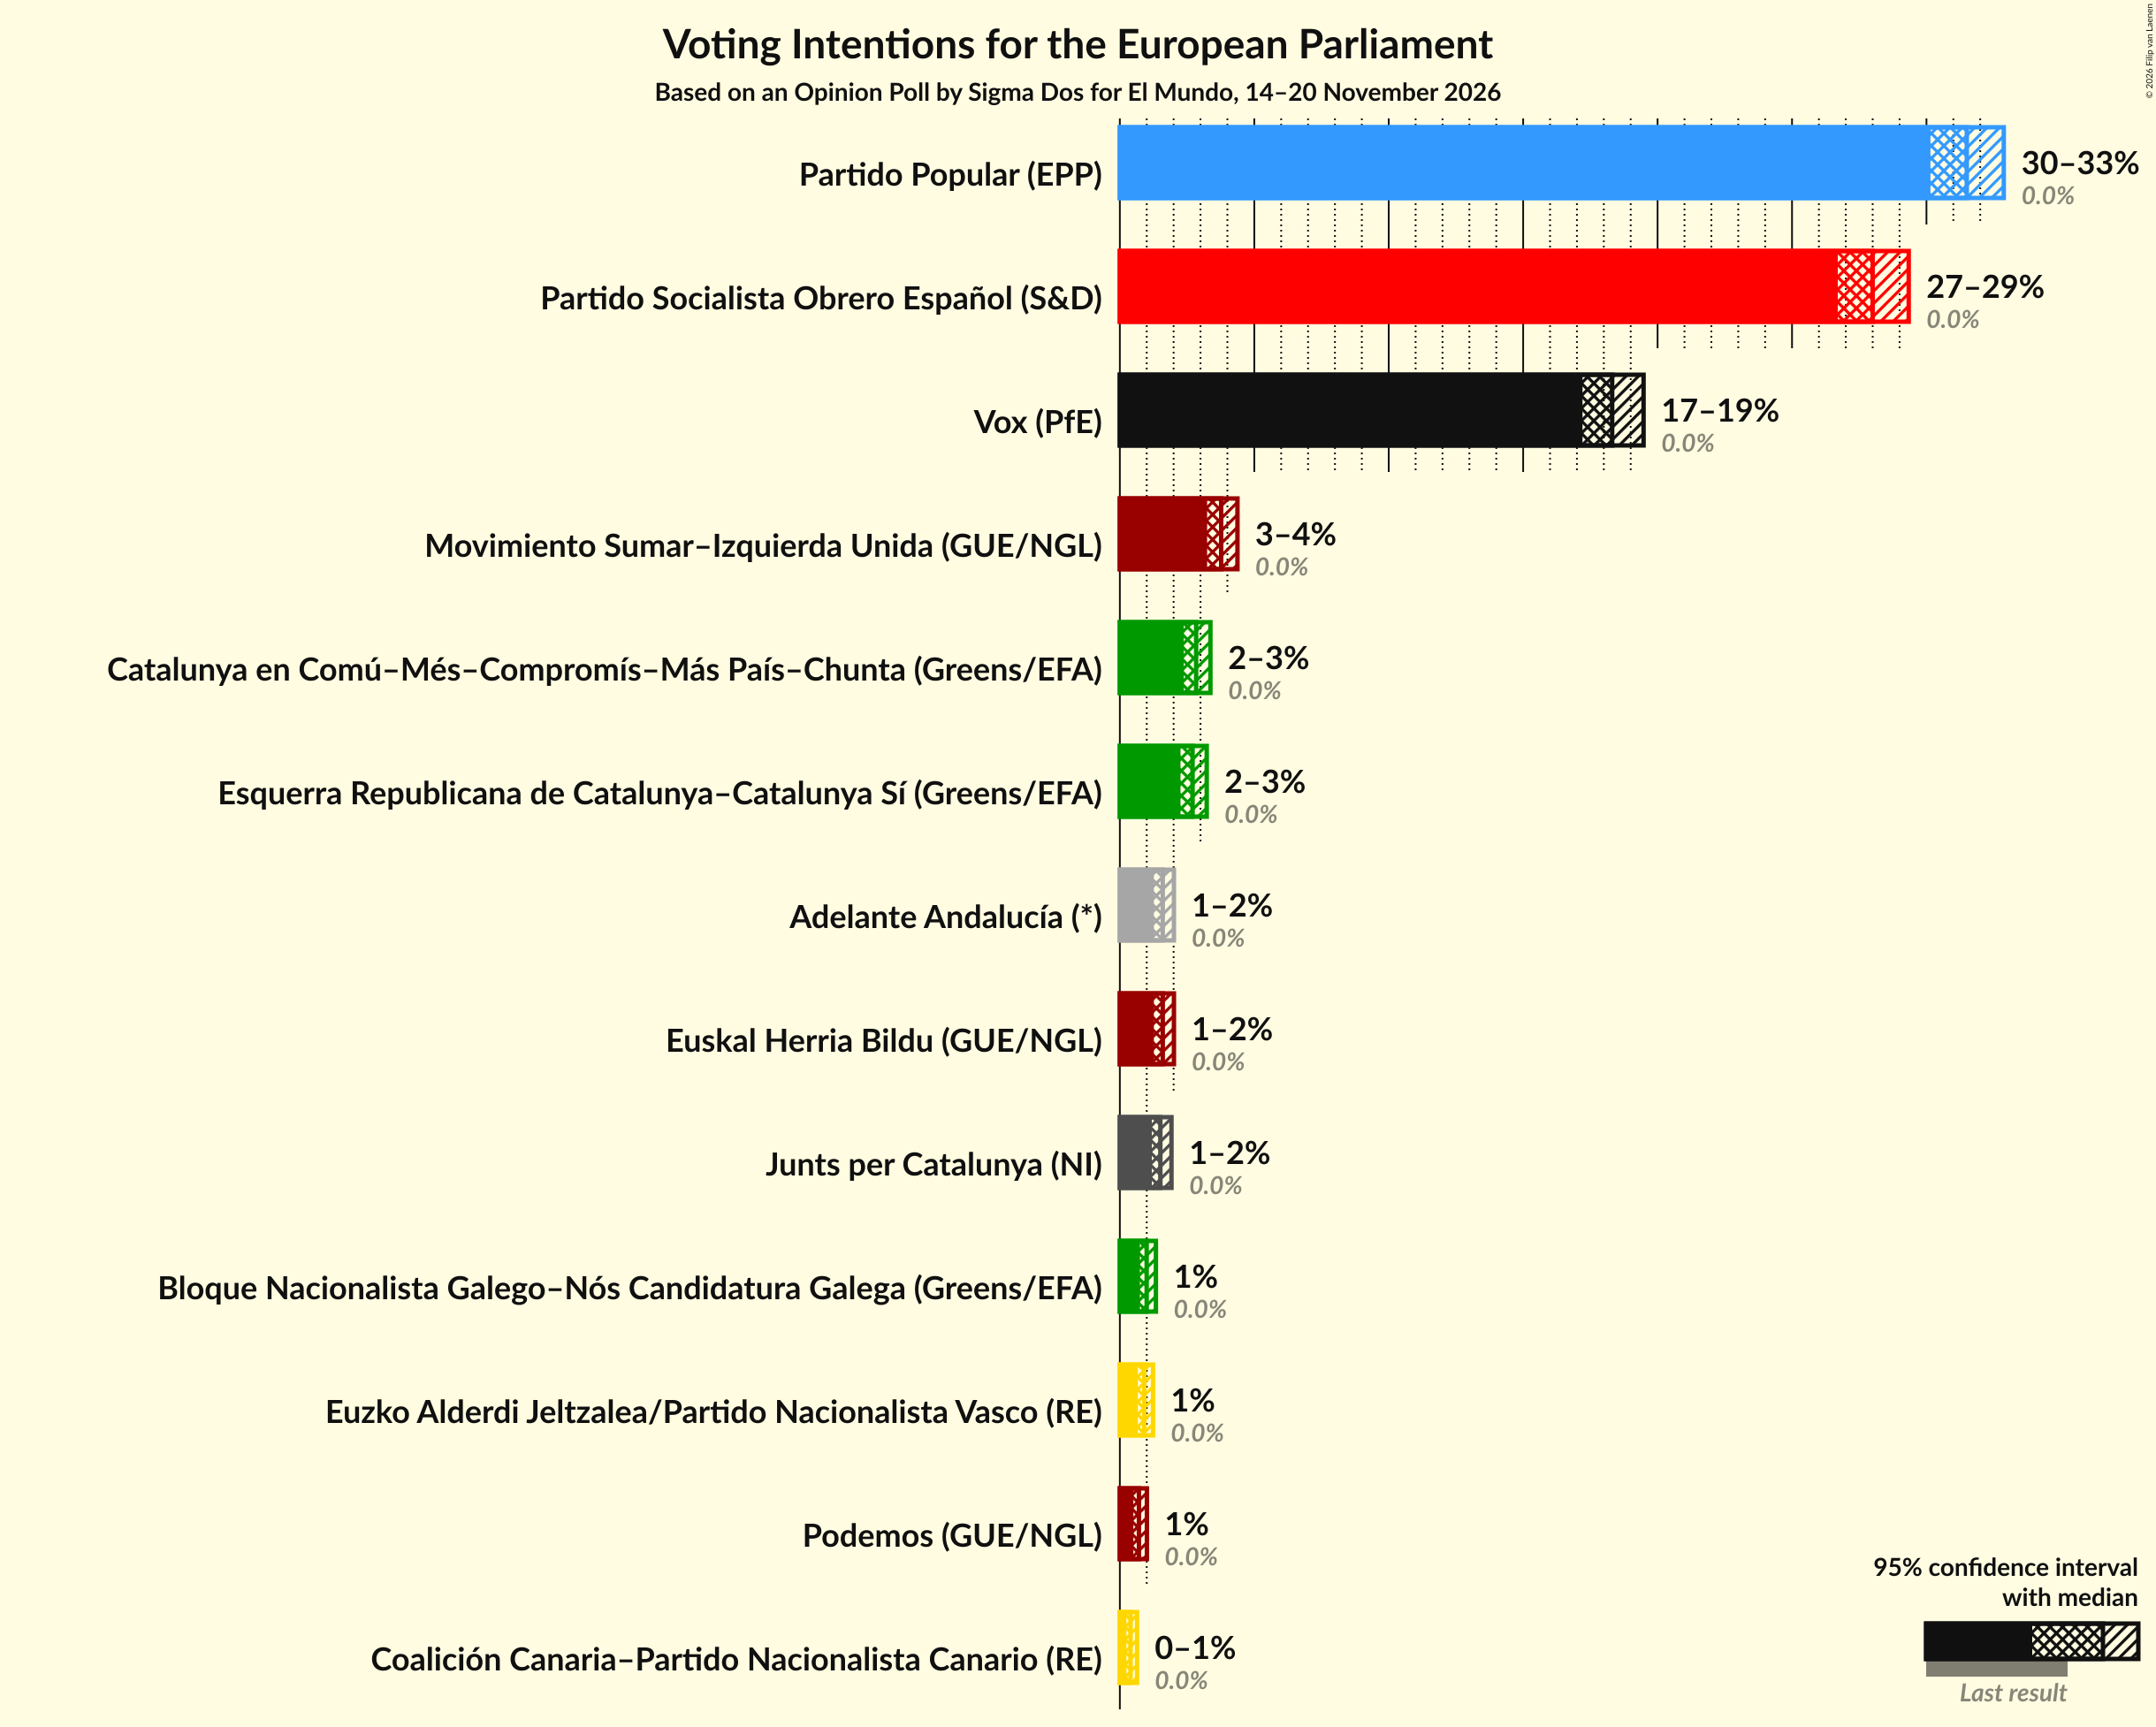 Voting Intentions for the European Parliament
Based on an Opinion Poll by Sigma Dos for El Mundo, 14–20 November 2026
© 2026 Filip van Laenen
Partido Popular (EPP)
30–33%
0.0%
Partido Socialista Obrero Español (S&D)
27–29%
0.0%
Vox (PfE)
17–19%
0.0%
Movimiento Sumar–Izquierda Unida (GUE/NGL)
3–4%
0.0%
Catalunya en Comú–Més–Compromís–Más País–Chunta (Greens/EFA)
2–3%
0.0%
Esquerra Republicana de Catalunya–Catalunya Sí (Greens/EFA)
2–3%
0.0%
Adelante Andalucía (*)
1–2%
0.0%
Euskal Herria Bildu (GUE/NGL)
1–2%
0.0%
Junts per Catalunya (NI)
1–2%
0.0%
Bloque Nacionalista Galego–Nós Candidatura Galega (Greens/EFA)
1%
0.0%
Euzko Alderdi Jeltzalea/Partido Nacionalista Vasco (RE)
1%
0.0%
Podemos (GUE/NGL)
1%
0.0%
Coalición Canaria–Partido Nacionalista Canario (RE)
0–1%
0.0%
95% confidence interval
with median
Last result